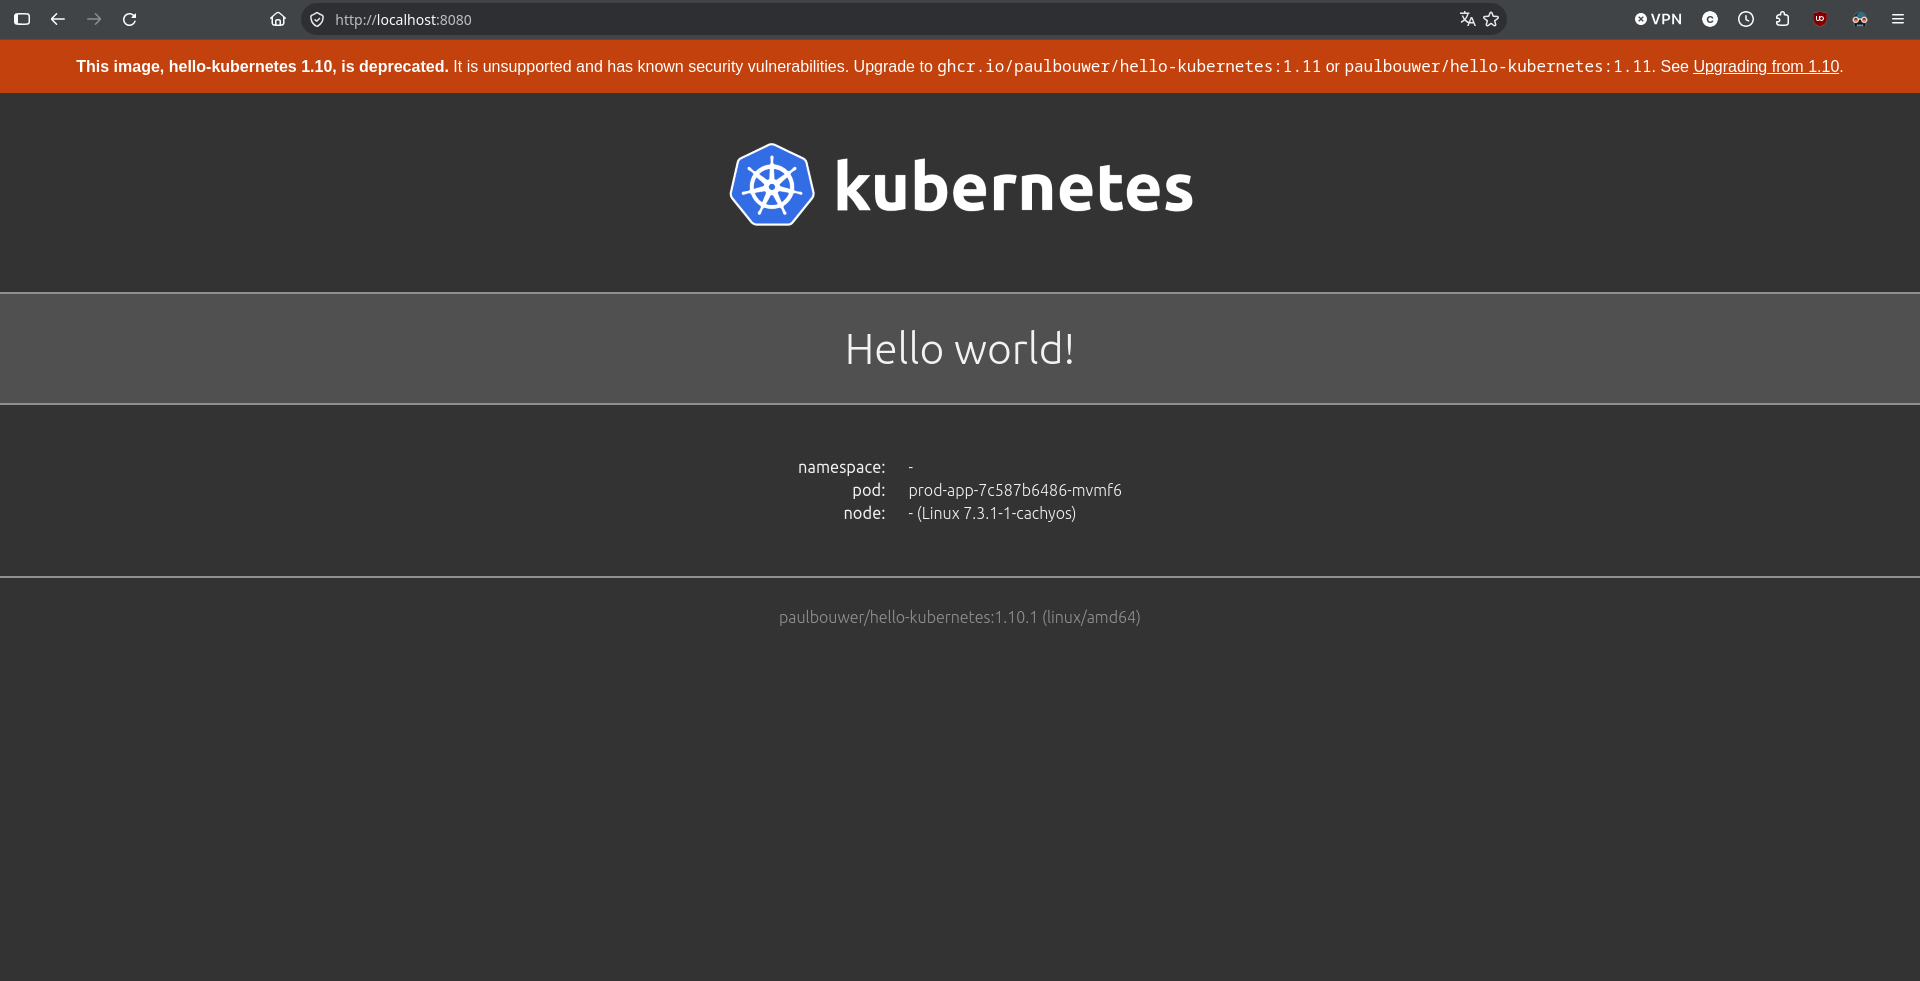 http://localhost:8080
VPN
This image, hello-kubernetes 1.10, is deprecated. It is unsupported and has known security vulnerabilities. Upgrade to ghcr.io/paulbouwer/hello-kubernetes:1.11 or paulbouwer/hello-kubernetes:1.11. See Upgrading from 1.10.
kubernetes
Hello world!
namespace: -
pod: prod-app-7c587b6486-mvmf6
node: - (Linux 7.3.1-1-cachyos)
paulbouwer/hello-kubernetes:1.10.1 (linux/amd64)